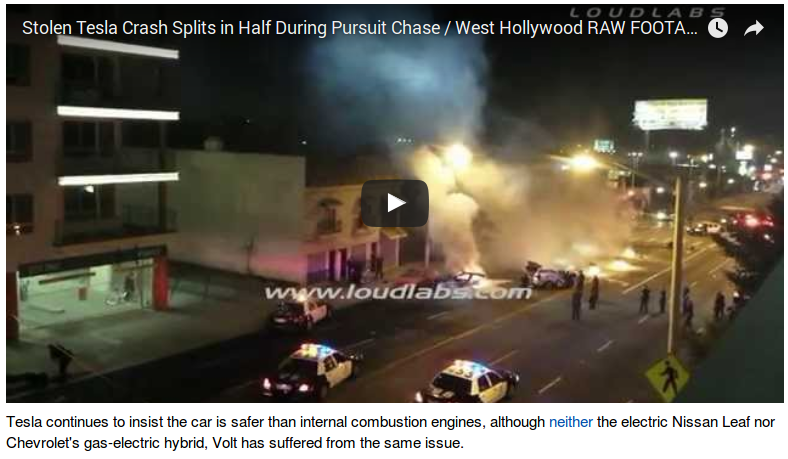 LOUDLABS
Stolen Tesla Crash Splits in Half During Pursuit Chase / West Hollywood RAW FOOTA...
www.loudlabs.com
Tesla continues to insist the car is safer than internal combustion engines, although neither the electric Nissan Leaf nor
Chevrolet's gas-electric hybrid, Volt has suffered from the same issue.